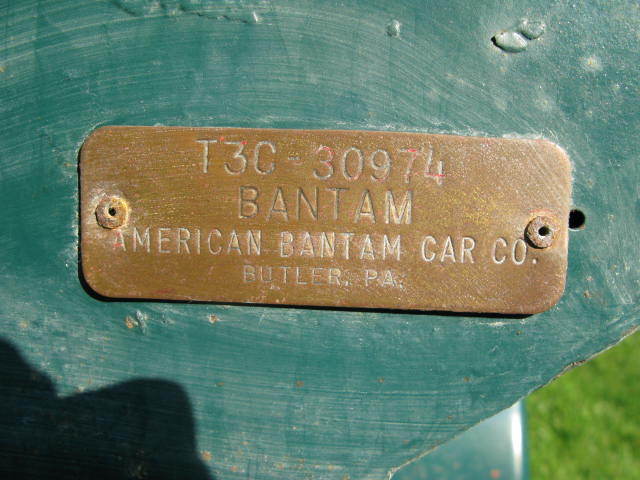 T3C-30974
BANTAM
AMERICAN BANTAM CAR CO.
BUTLER, PA.